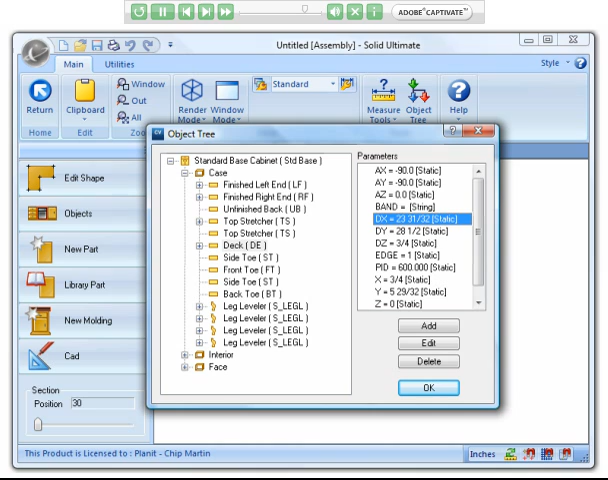 ADOBE® CAPTIVATE™
Untitled [Assembly] - Solid Ultimate
Main
Utilities
Style
Return
Clipboard
Window
Out
All
Render Mode
Window Mode
Standard
Measure Tools
Object Tree
Help
Home
Edit
Zoo
Edit Shape
Objects
New Part
Library Part
New Molding
Cad
Section
Position 30
CV
Object Tree
Standard Base Cabinet ( Std Base )
Case
Finished Left End ( LF )
Finished Right End ( RF )
Unfinished Back ( UB )
Top Stretcher ( TS )
Top Stretcher ( TS )
Deck ( DE )
Side Toe ( ST )
Front Toe ( FT )
Side Toe ( ST )
Back Toe ( BT )
Leg Leveler ( S_LEGL )
Leg Leveler ( S_LEGL )
Leg Leveler ( S_LEGL )
Leg Leveler ( S_LEGL )
Interior
Face
Parameters
AX = -90.0 [Static]
AY = -90.0 [Static]
AZ = 0.0 [Static]
BAND = [String]
DX = 23 31/32 [Static]
DY = 28 1/2 [Static]
DZ = 3/4 [Static]
EDGE = 1 [Static]
PID = 600.000 [Static]
X = 3/4 [Static]
Y = 5 29/32 [Static]
Z = 0 [Static]
Add
Edit
Delete
OK
This Product is Licensed to : Planit - Chip Martin
Inches